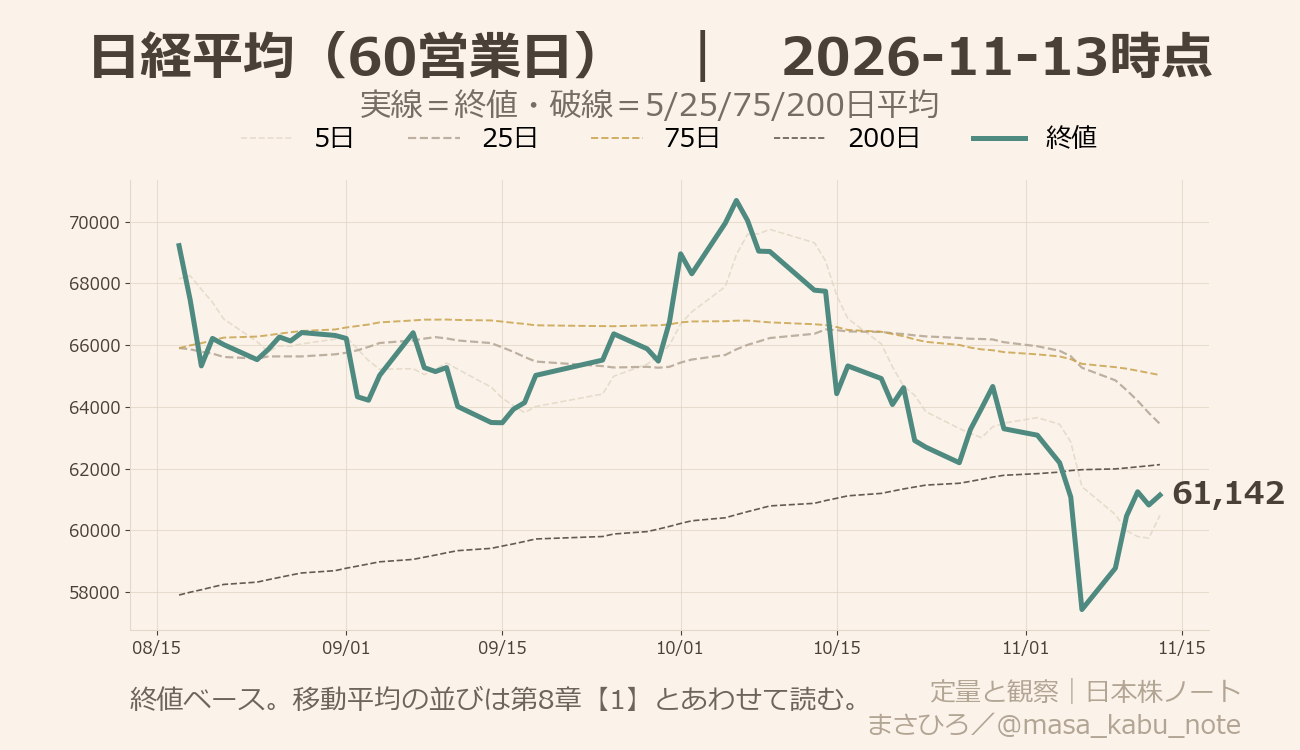 日経平均（60営業日）　｜　2026-11-13時点
実線＝終値・破線＝5/25/75/200日平均
5日　25日　75日　200日　終値
70000
68000
66000
64000
62000
60000
58000
61,142
08/15　09/01　09/15　10/01　10/15　11/01　11/15
終値ベース。移動平均の並びは第8章【1】とあわせて読む。
定量と観察｜日本株ノート
まさひろ／@masa_kabu_note